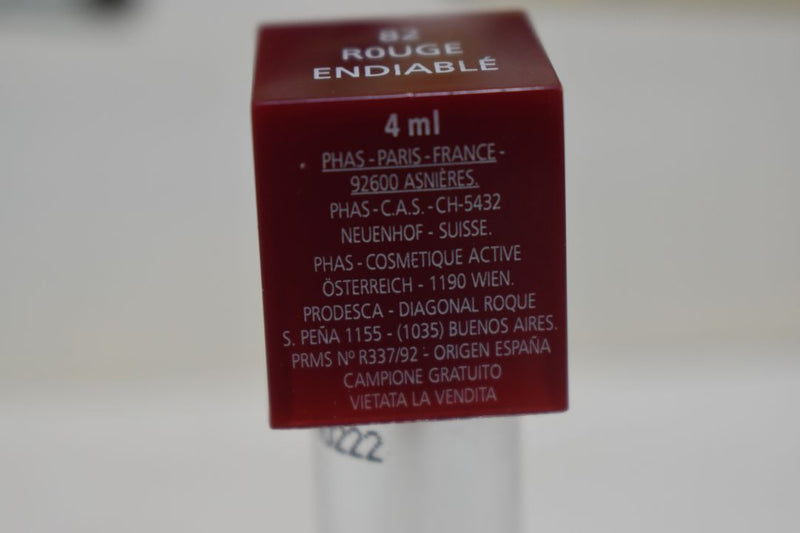 82
ROUGE
ENDIABLÉ
4 ml
PHAS - PARIS - FRANCE -
92600 ASNIÈRES.
PHAS - C.A.S. - CH-5432
NEUENHOF - SUISSE.
PHAS - COSMETIQUE ACTIVE
ÖSTERREICH - 1190 WIEN.
PRODESCA - DIAGONAL ROQUE
S. PEÑA 1155 - (1035) BUENOS AIRES.
PRMS Nº R337/92 - ORIGEN ESPAÑA
CAMPIONE GRATUITO
VIETATA LA VENDITA